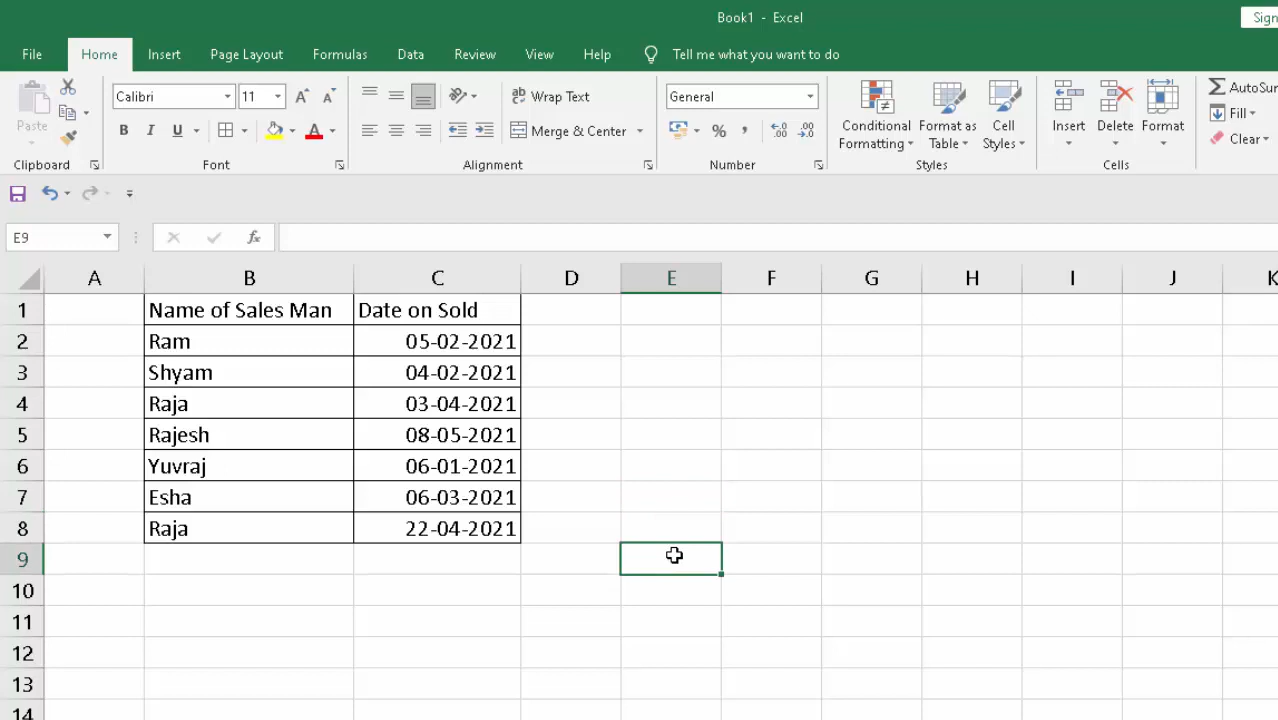 Book1 - Excel
Sign
File Home Insert Page Layout Formulas Data Review View Help Tell me what you want to do
Paste
Calibri 11
Wrap Text
General
AutoSu
B I U A
Merge & Center
%
Conditional Formatting
Format as Table
Cell Styles
Insert Delete Format
Fill
Clear
Clipboard Font Alignment Number Styles Cells
E9 fx
A B C D E F G H I J K
1 Name of Sales Man Date on Sold
2 Ram 05-02-2021
3 Shyam 04-02-2021
4 Raja 03-04-2021
5 Rajesh 08-05-2021
6 Yuvraj 06-01-2021
7 Esha 06-03-2021
8 Raja 22-04-2021
9
10
11
12
13
14